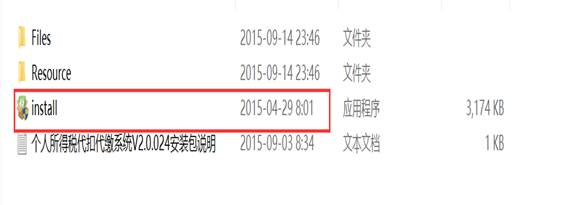 Files 2015-09-14 23:46 文件夹
Resource 2015-09-14 23:46 文件夹
install 2015-04-29 8:01 应用程序 3,174 KB
个人所得税代扣代缴系统V2.0.024安装包说明 2015-09-03 8:34 文本文档 1 KB